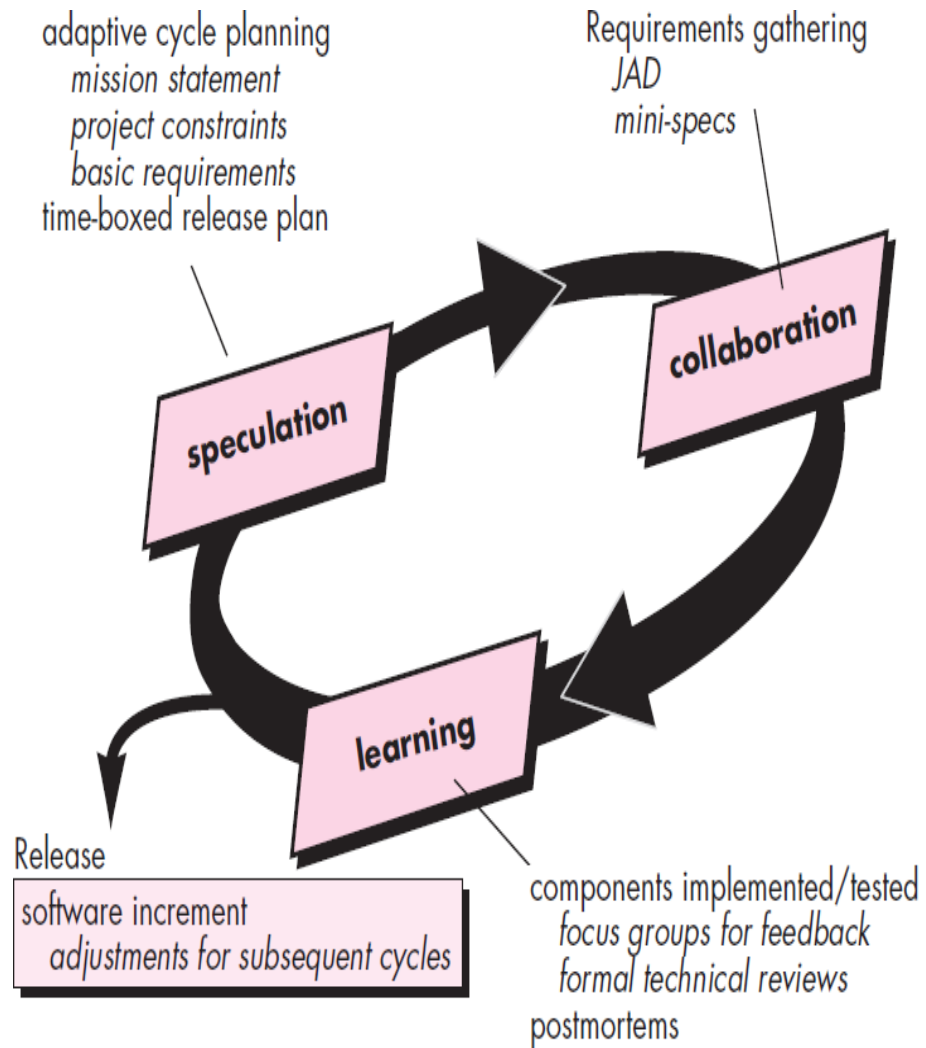 adaptive cycle planning
mission statement
project constraints
basic requirements
time-boxed release plan
Requirements gathering
JAD
mini-specs
speculation
collaboration
learning
Release
software increment
adjustments for subsequent cycles
components implemented/tested
focus groups for feedback
formal technical reviews
postmortems